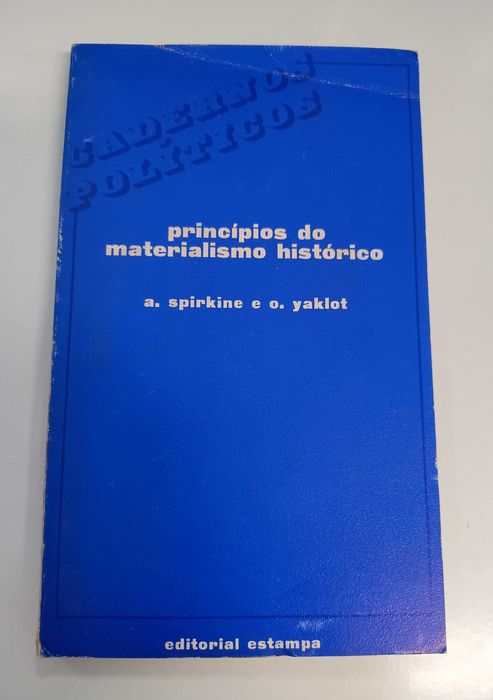 CADERNOS
POLÍTICOS
princípios do
materialismo histórico
a. spirkine e o. yaklot
editorial estampa